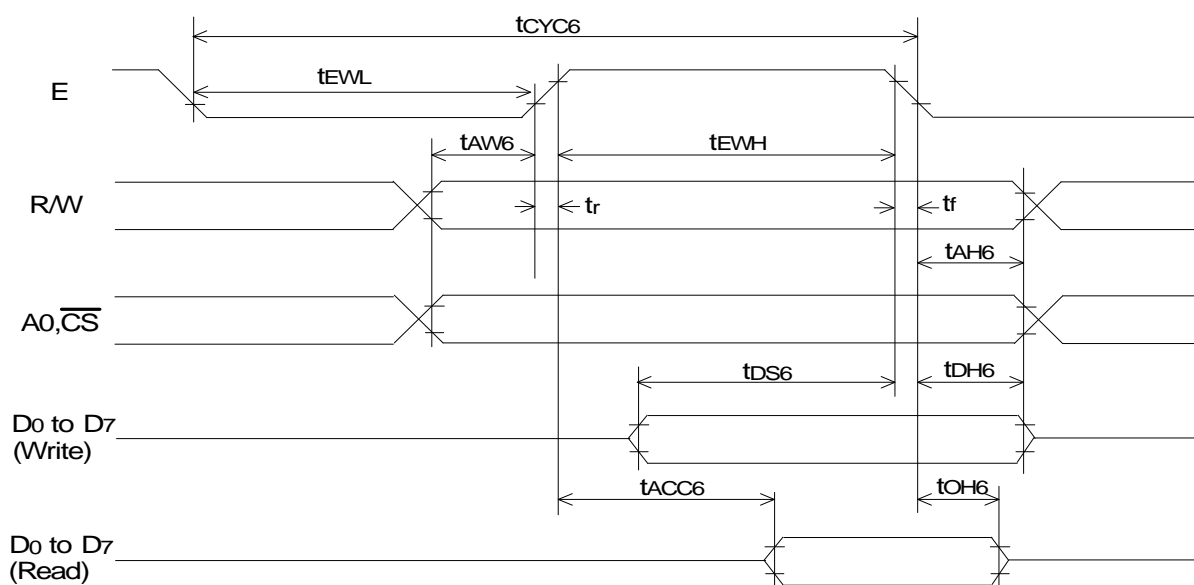 tCYC6
E
tEWL
tAW6
tEWH
R/W
tr
tf
tAH6
A0,C̅S̅
tDS6
tDH6
D0 to D7
(Write)
tACC6
tOH6
D0 to D7
(Read)